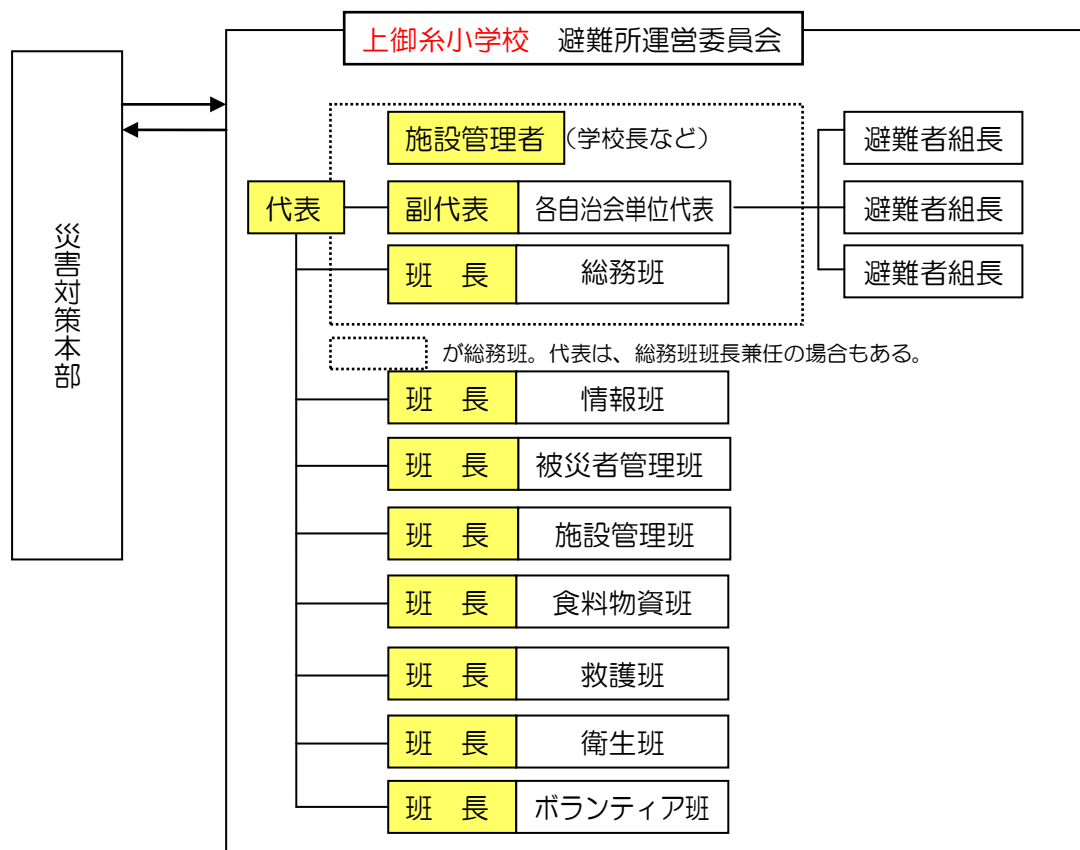 上御糸小学校　避難所運営委員会
災害対策本部
施設管理者 (学校長など)
避難者組長
代表
副代表 各自治会単位代表
避難者組長
班　長 総務班
避難者組長
が総務班。代表は、総務班班長兼任の場合もある。
班　長 情報班
班　長 被災者管理班
班　長 施設管理班
班　長 食料物資班
班　長 救護班
班　長 衛生班
班　長 ボランティア班